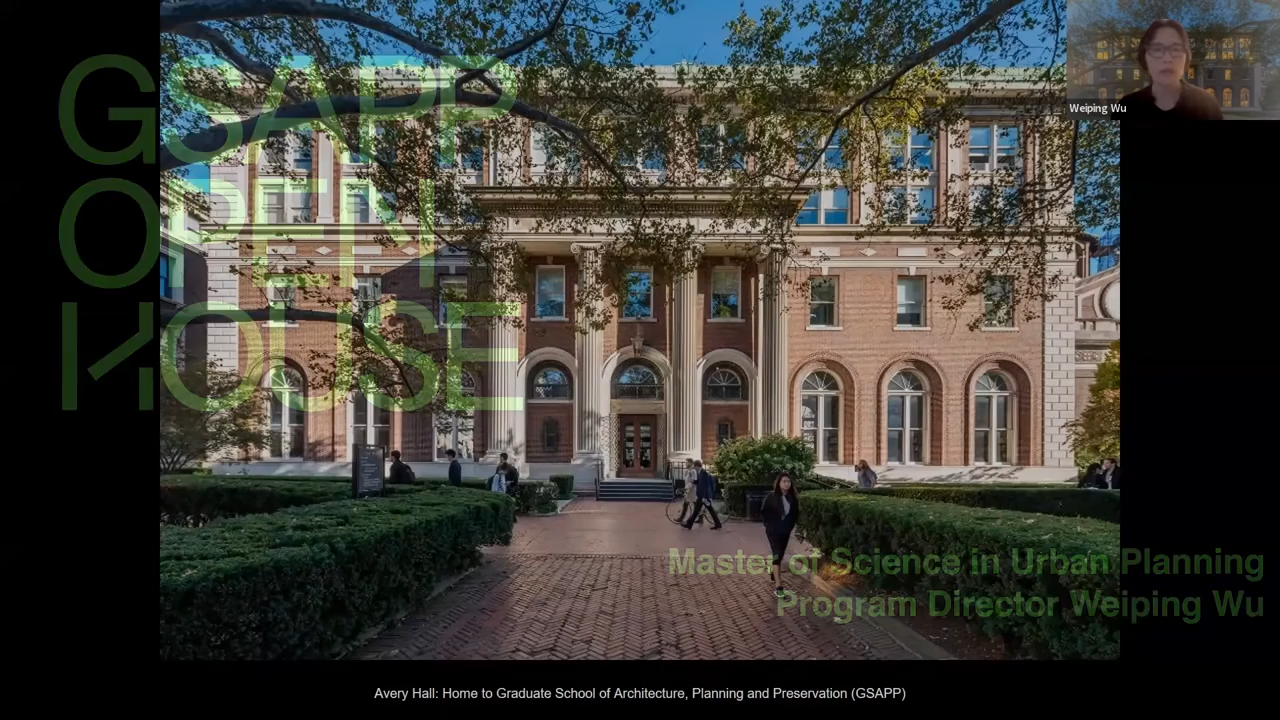 GSAPP
OPEN
HOUSE
Weiping Wu
Master of Science in Urban Planning
Program Director Weiping Wu
Avery Hall: Home to Graduate School of Architecture, Planning and Preservation (GSAPP)